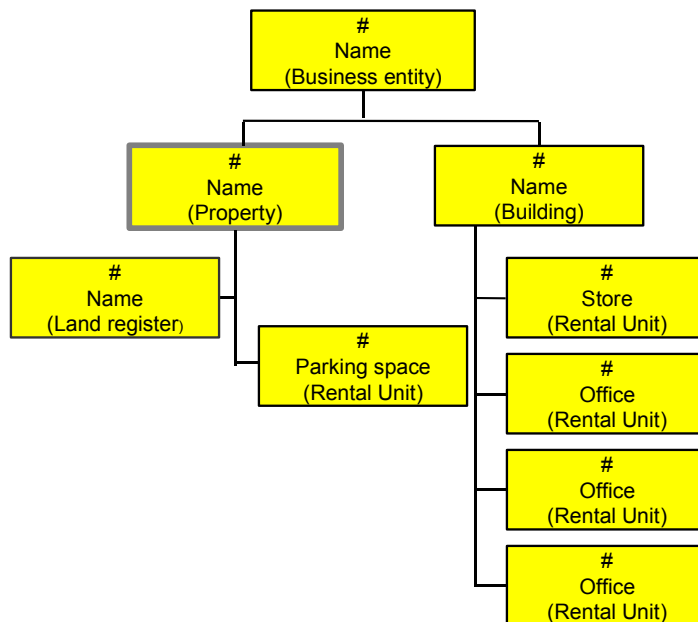 #
Name
(Business entity)
#
Name
(Property)
#
Name
(Building)
#
Name
(Land register)
#
Parking space
(Rental Unit)
#
Store
(Rental Unit)
#
Office
(Rental Unit)
#
Office
(Rental Unit)
#
Office
(Rental Unit)